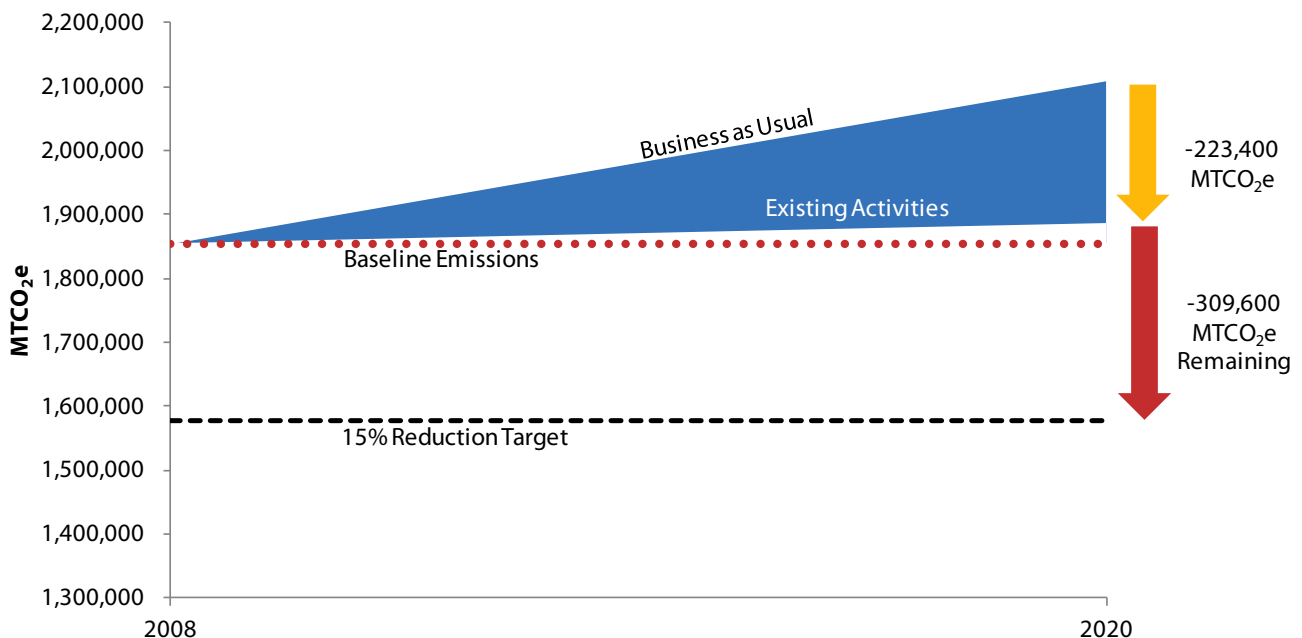 2,200,000
2,100,000
2,000,000
1,900,000
1,800,000
1,700,000
1,600,000
1,500,000
1,400,000
1,300,000
MTCO₂e
2008
2020
Business as Usual
Existing Activities
Baseline Emissions
15% Reduction Target
-223,400
MTCO₂e
-309,600
MTCO₂e
Remaining